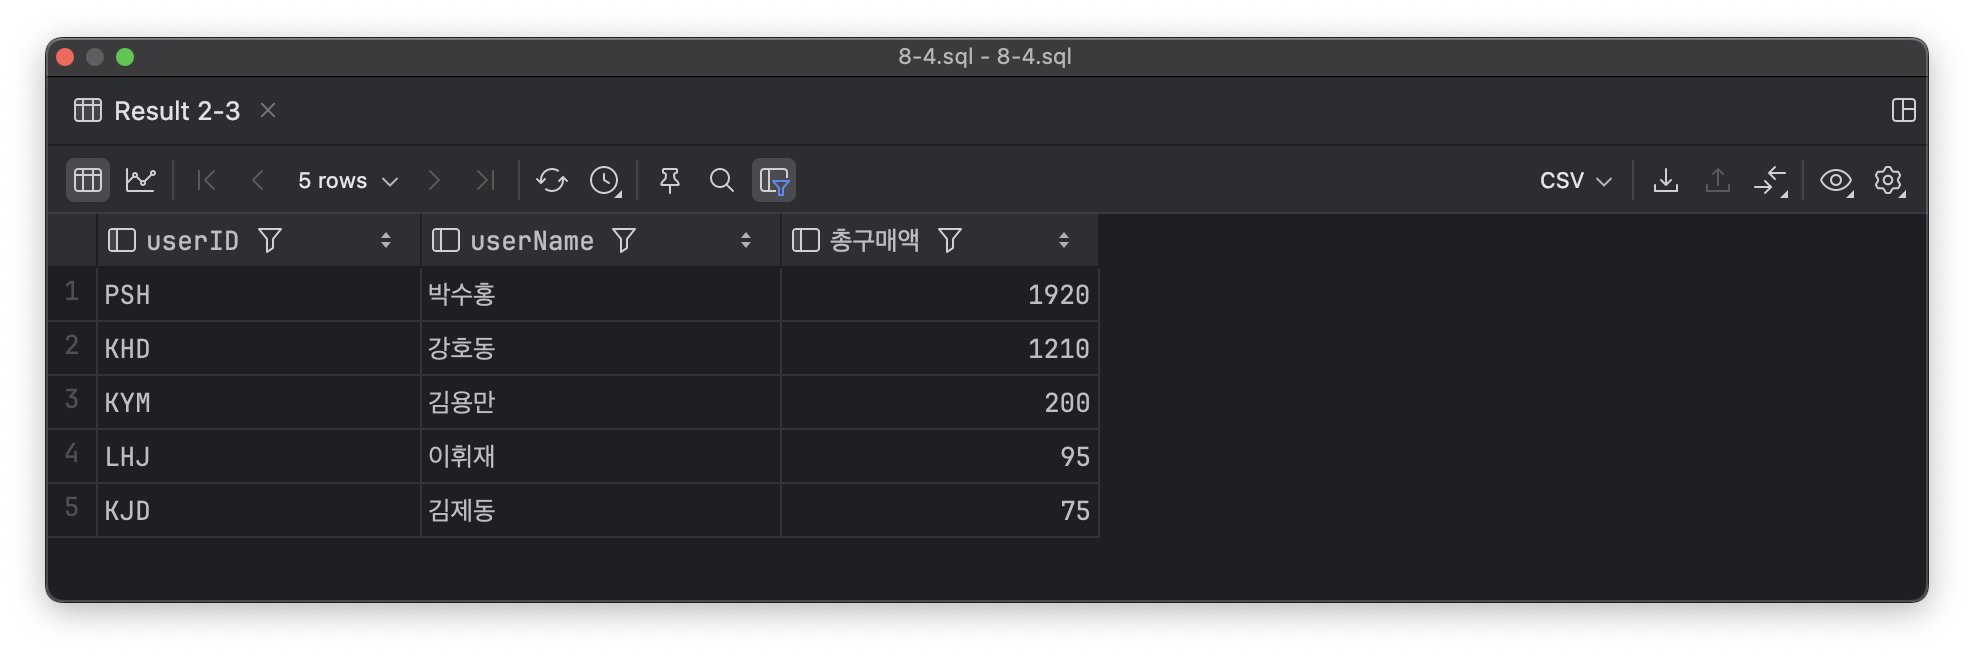 8-4.sql - 8-4.sql
Result 2-3
5 rows CSV
userID userName 총구매액
1 PSH 박수홍 1920
2 KHD 강호동 1210
3 KYM 김용만 200
4 LHJ 이휘재 95
5 KJD 김제동 75